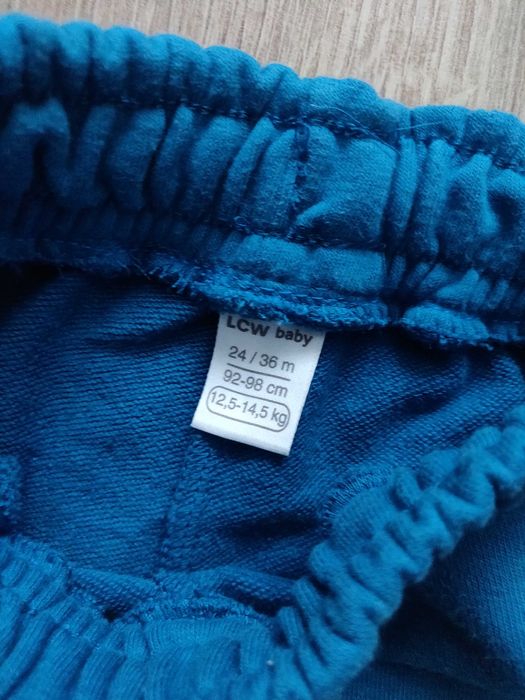 LCW baby
24 / 36 m
92-98 cm
12,5-14,5 kg